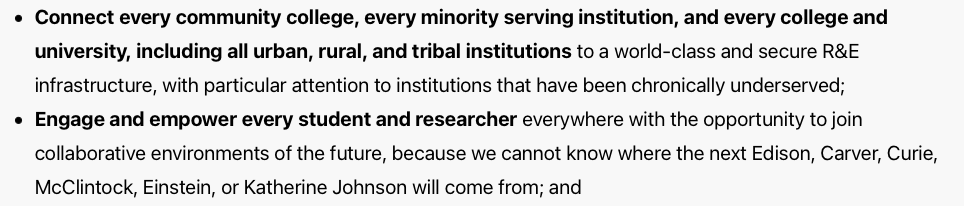 • Connect every community college, every minority serving institution, and every college and
university, including all urban, rural, and tribal institutions to a world-class and secure R&E
infrastructure, with particular attention to institutions that have been chronically underserved;
• Engage and empower every student and researcher everywhere with the opportunity to join
collaborative environments of the future, because we cannot know where the next Edison, Carver, Curie,
McClintock, Einstein, or Katherine Johnson will come from; and